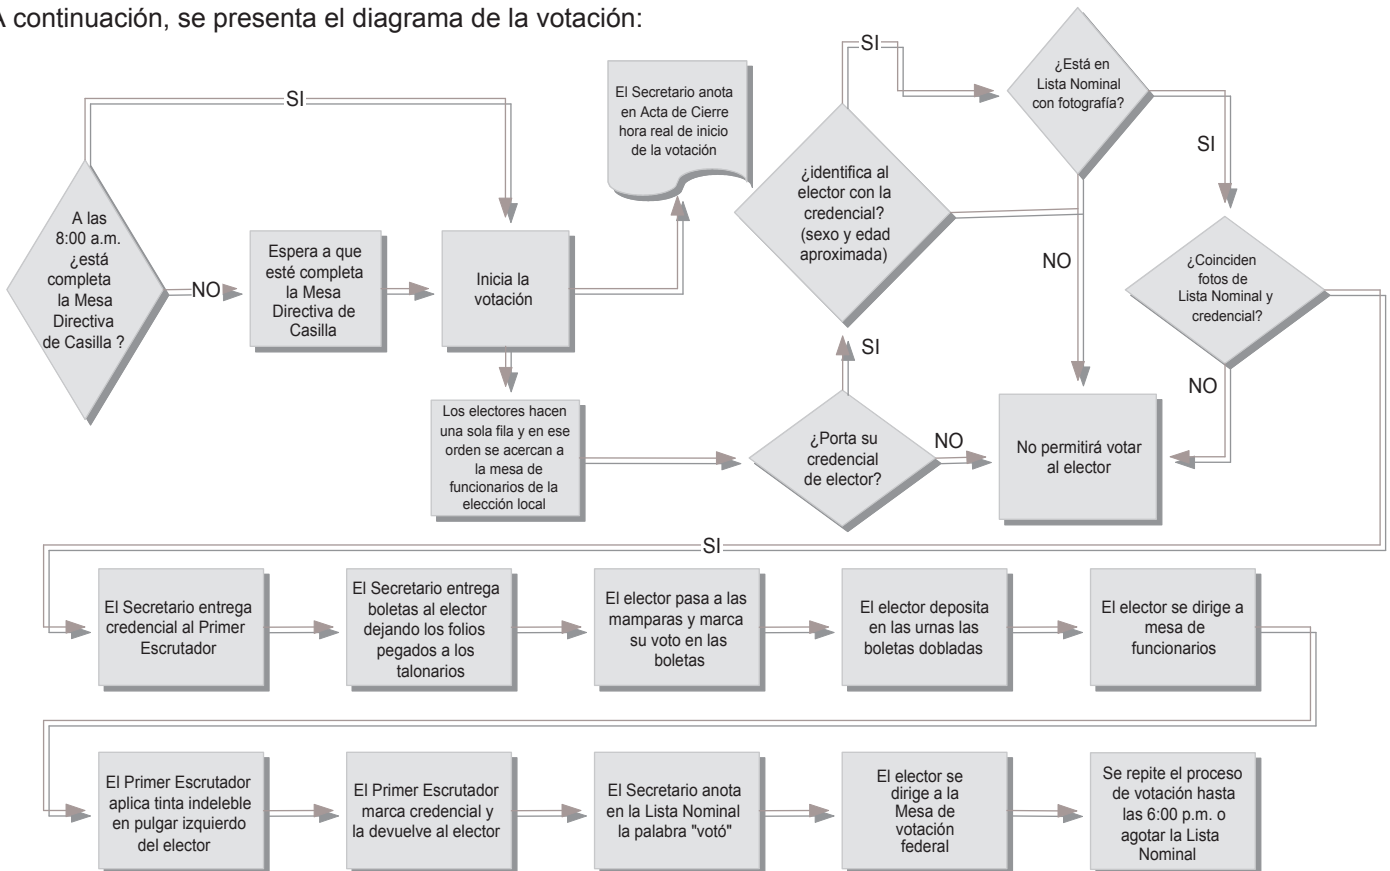 A continuación, se presenta el diagrama de la votación:
SI
A las
8:00 a.m.
¿está
completa
la Mesa
Directiva
de Casilla ?
NO
Espera a que
esté completa
la Mesa
Directiva de
Casilla
Inicia la
votación
El Secretario anota
en Acta de Cierre
hora real de inicio
de la votación
Los electores hacen
una sola fila y en ese
orden se acercan a
la mesa de
funcionarios de la
elección local
¿Porta su
credencial
de elector?
NO
SI
¿identifica al
elector con la
credencial?
(sexo y edad
aproximada)
SI
¿Está en
Lista Nominal
con fotografía?
SI
NO
¿Coinciden
fotos de
Lista Nominal y
credencial?
NO
No permitirá votar
al elector
SI
El Secretario entrega
credencial al Primer
Escrutador
El Secretario entrega
boletas al elector
dejando los folios
pegados a los
talonarios
El elector pasa a las
mamparas y marca
su voto en las
boletas
El elector deposita
en las urnas las
boletas dobladas
El elector se dirige a
mesa de
funcionarios
El Primer Escrutador
aplica tinta indeleble
en pulgar izquierdo
del elector
El Primer Escrutador
marca credencial y
la devuelve al elector
El Secretario anota
en la Lista Nominal
la palabra "votó"
El elector se
dirige a la
Mesa de
votación
federal
Se repite el proceso
de votación hasta
las 6:00 p.m. o
agotar la Lista
Nominal